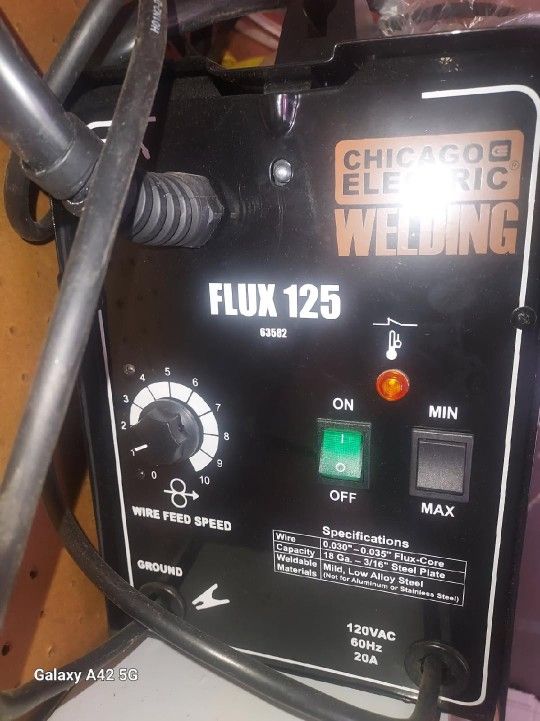 CHICAGO
ELECTRIC
WELDING
FLUX 125
63582
0
1
2
3
4
5
6
7
8
9
10
WIRE FEED SPEED
ON
I
O
OFF
MIN
MAX
Specifications
Wire 0.030"–0.035" Flux-Core
Capacity 18 Ga. – 3/16" Steel Plate
Weldable Materials Mild, Low Alloy Steel
(Not for Aluminum or Stainless Steel)
GROUND
120VAC
60Hz
20A
Galaxy A42 5G